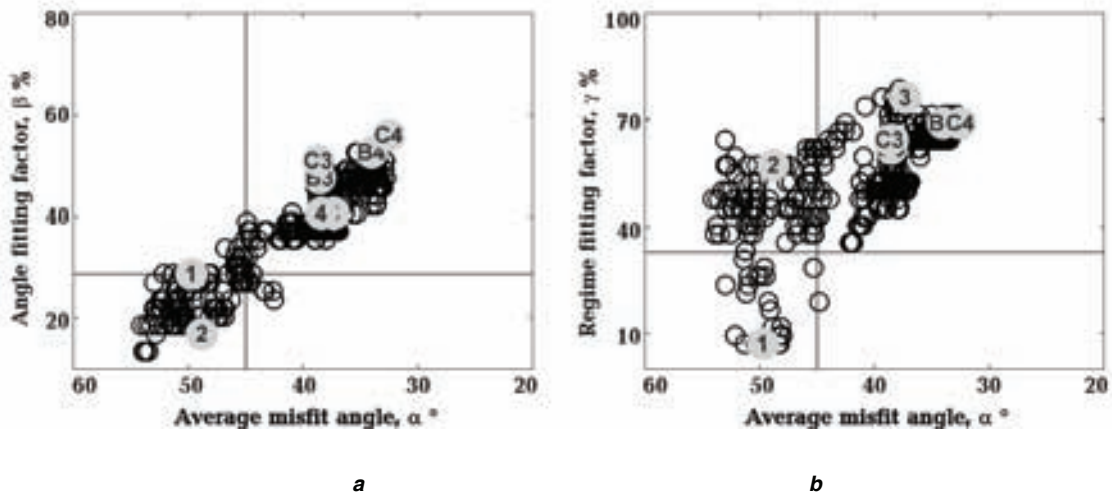 80
60
40
20
Angle fitting factor, β %
60 50 40 30 20
Average misfit angle, α °
C4
B4
C3
B3
4
1
2
a
100
70
40
10
Regime fitting factor, γ %
60 50 40 30 20
Average misfit angle, α °
3
B C4
C3
2
1
b